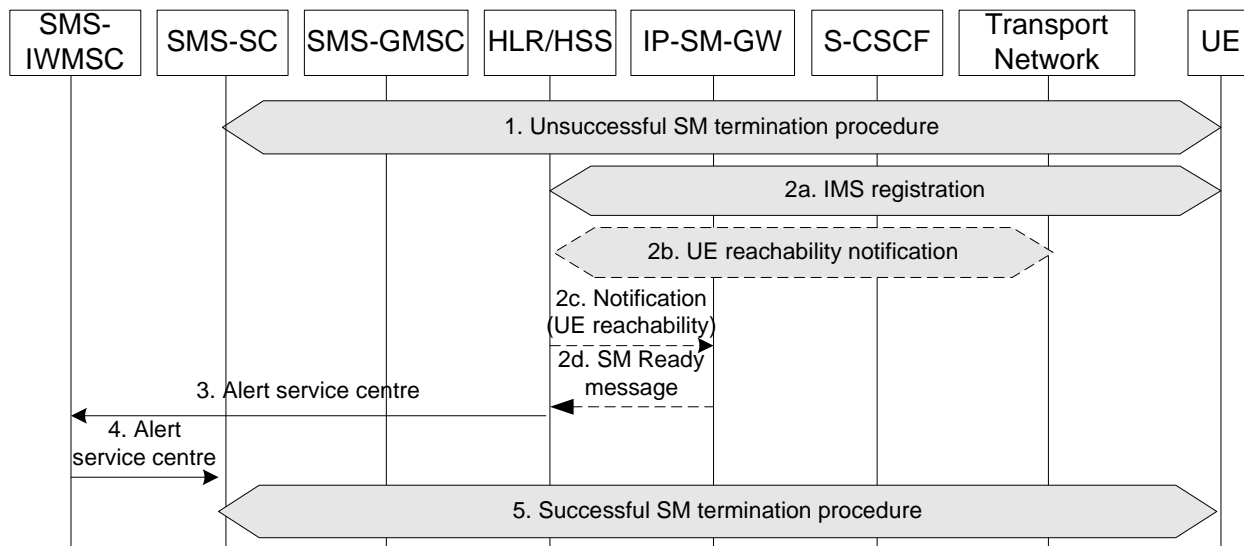 SMS-
IWMSC
SMS-SC
SMS-GMSC
HLR/HSS
IP-SM-GW
S-CSCF
Transport
Network
UE
1. Unsuccessful SM termination procedure
2a. IMS registration
2b. UE reachability notification
2c. Notification
(UE reachability)
2d. SM Ready
message
3. Alert service centre
4. Alert
service centre
5. Successful SM termination procedure